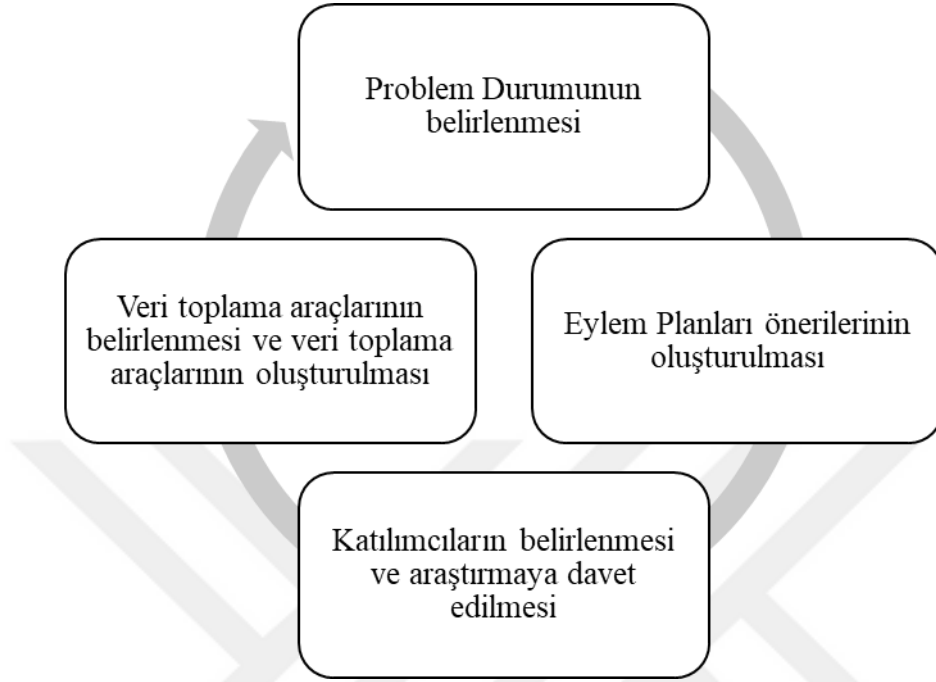 Problem Durumunun
belirlenmesi
Eylem Planları önerilerinin
oluşturulması
Katılımcıların belirlenmesi
ve araştırmaya davet
edilmesi
Veri toplama araçlarının
belirlenmesi ve veri toplama
araçlarının oluşturulması